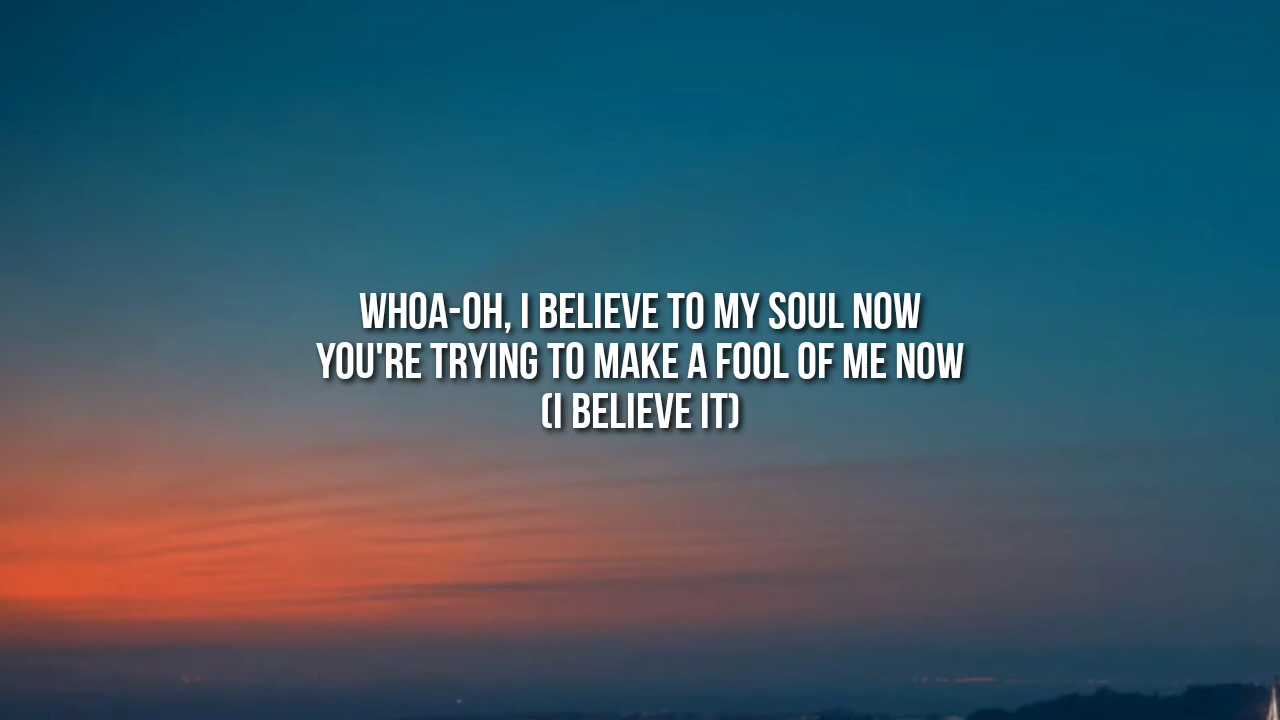 WHOA-OH, I BELIEVE TO MY SOUL NOW
YOU'RE TRYING TO MAKE A FOOL OF ME NOW
(I BELIEVE IT)